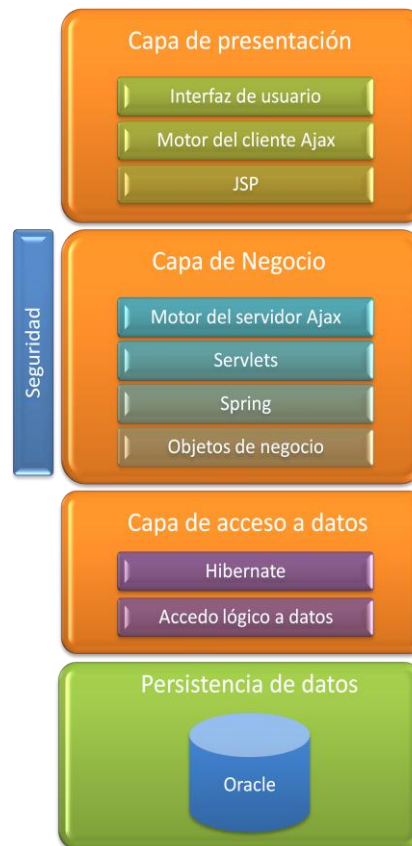 Capa de presentación
Interfaz de usuario
Motor del cliente Ajax
JSP
Seguridad
Capa de Negocio
Motor del servidor Ajax
Servlets
Spring
Objetos de negocio
Capa de acceso a datos
Hibernate
Accedo lógico a datos
Persistencia de datos
Oracle